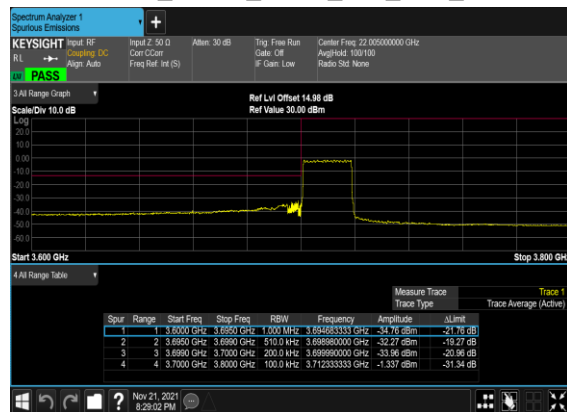 Spectrum Analyzer 1
Spurious Emissions
KEYSIGHT Input: RF Input Z: 50 Ω Atten: 30 dB Trig: Free Run Center Freq: 22.005000000 GHz
RL Coupling: DC Corr CCorr Gate: Off Avg|Hold: 100/100
Align: Auto Freq Ref: Int (S) IF Gain: Low Radio Std: None
LW PASS
3 All Range Graph
Ref Lvl Offset 14.98 dB
Scale/Div 10.0 dB Ref Value 30.00 dBm
Log
20.0
10.0
0.00
-10.0
-20.0
-30.0
-40.0
-50.0
-60.0
Start 3.600 GHz Stop 3.800 GHz
4 All Range Table
Measure Trace Trace 1
Trace Type Trace Average (Active)
Spur Range Start Freq Stop Freq RBW Frequency Amplitude ΔLimit
1 1 3.6000 GHz 3.6950 GHz 1.000 MHz 3.694683333 GHz -34.76 dBm -21.76 dB
2 2 3.6950 GHz 3.6990 GHz 510.0 kHz 3.698980000 GHz -32.27 dBm -19.27 dB
3 3 3.6990 GHz 3.7000 GHz 200.0 kHz 3.699990000 GHz -33.96 dBm -20.96 dB
4 4 3.7000 GHz 3.8000 GHz 100.0 kHz 3.712333333 GHz -1.337 dBm -31.34 dB
? Nov 21, 2021
8:29:02 PM